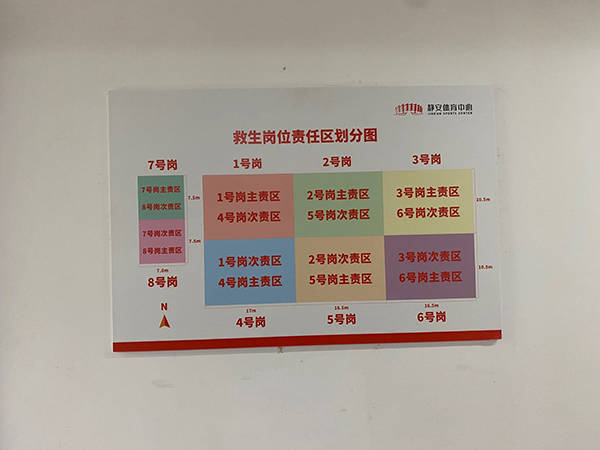 静安体育中心
JINGAN SPORTS CENTER
救生岗位责任区划分图
7号岗
1号岗
2号岗
3号岗
7号岗主责区
8号岗次责区
7.5m
1号岗主责区
4号岗次责区
2号岗主责区
5号岗次责区
3号岗主责区
6号岗次责区
10.5m
7号岗次责区
8号岗主责区
7.5m
1号岗次责区
4号岗主责区
2号岗次责区
5号岗主责区
3号岗次责区
6号岗主责区
10.5m
7.0m
8号岗
N
17m
16.5m
16.5m
4号岗
5号岗
6号岗